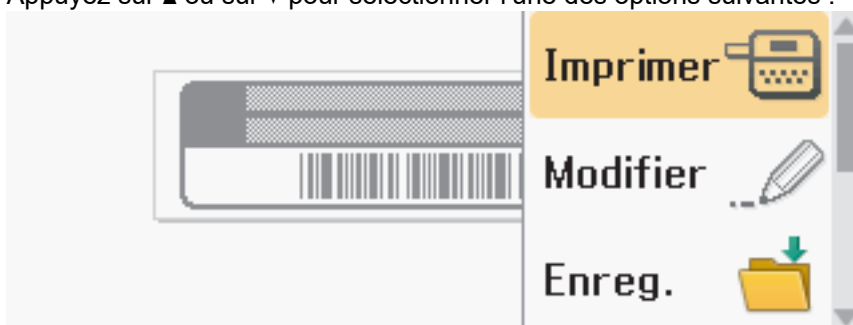 Appuyez sur ▲ ou sur ▼ pour sélectionner l'une des options suivantes :
Imprimer
Modifier
Enreg.